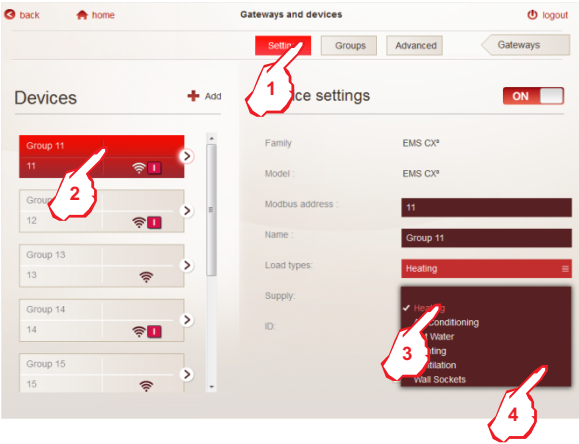 back home Gateways and devices logout
Groups Advanced Gateways
Devices Add settings ON
Group 11
11 I
12 I
Group 13
13
Group 14
14 I
Group 15
15
Family EMS CX³
Model : EMS CX³
Modbus address : 11
Name : Group 11
Load types: Heating
Supply:
ID:
Heating
Water
Wall Sockets
1
2
3
4